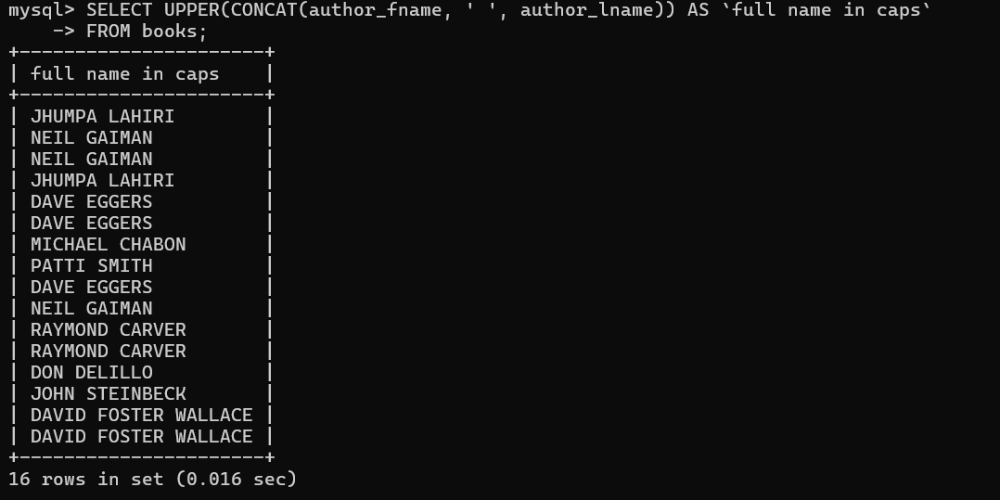 mysql> SELECT UPPER(CONCAT(author_fname, ' ', author_lname)) AS `full name in caps`
    -> FROM books;
+----------------------+
| full name in caps    |
+----------------------+
| JHUMPA LAHIRI        |
| NEIL GAIMAN          |
| NEIL GAIMAN          |
| JHUMPA LAHIRI        |
| DAVE EGGERS          |
| DAVE EGGERS          |
| MICHAEL CHABON       |
| PATTI SMITH          |
| DAVE EGGERS          |
| NEIL GAIMAN          |
| RAYMOND CARVER       |
| RAYMOND CARVER       |
| DON DELILLO          |
| JOHN STEINBECK       |
| DAVID FOSTER WALLACE |
| DAVID FOSTER WALLACE |
+----------------------+
16 rows in set (0.016 sec)